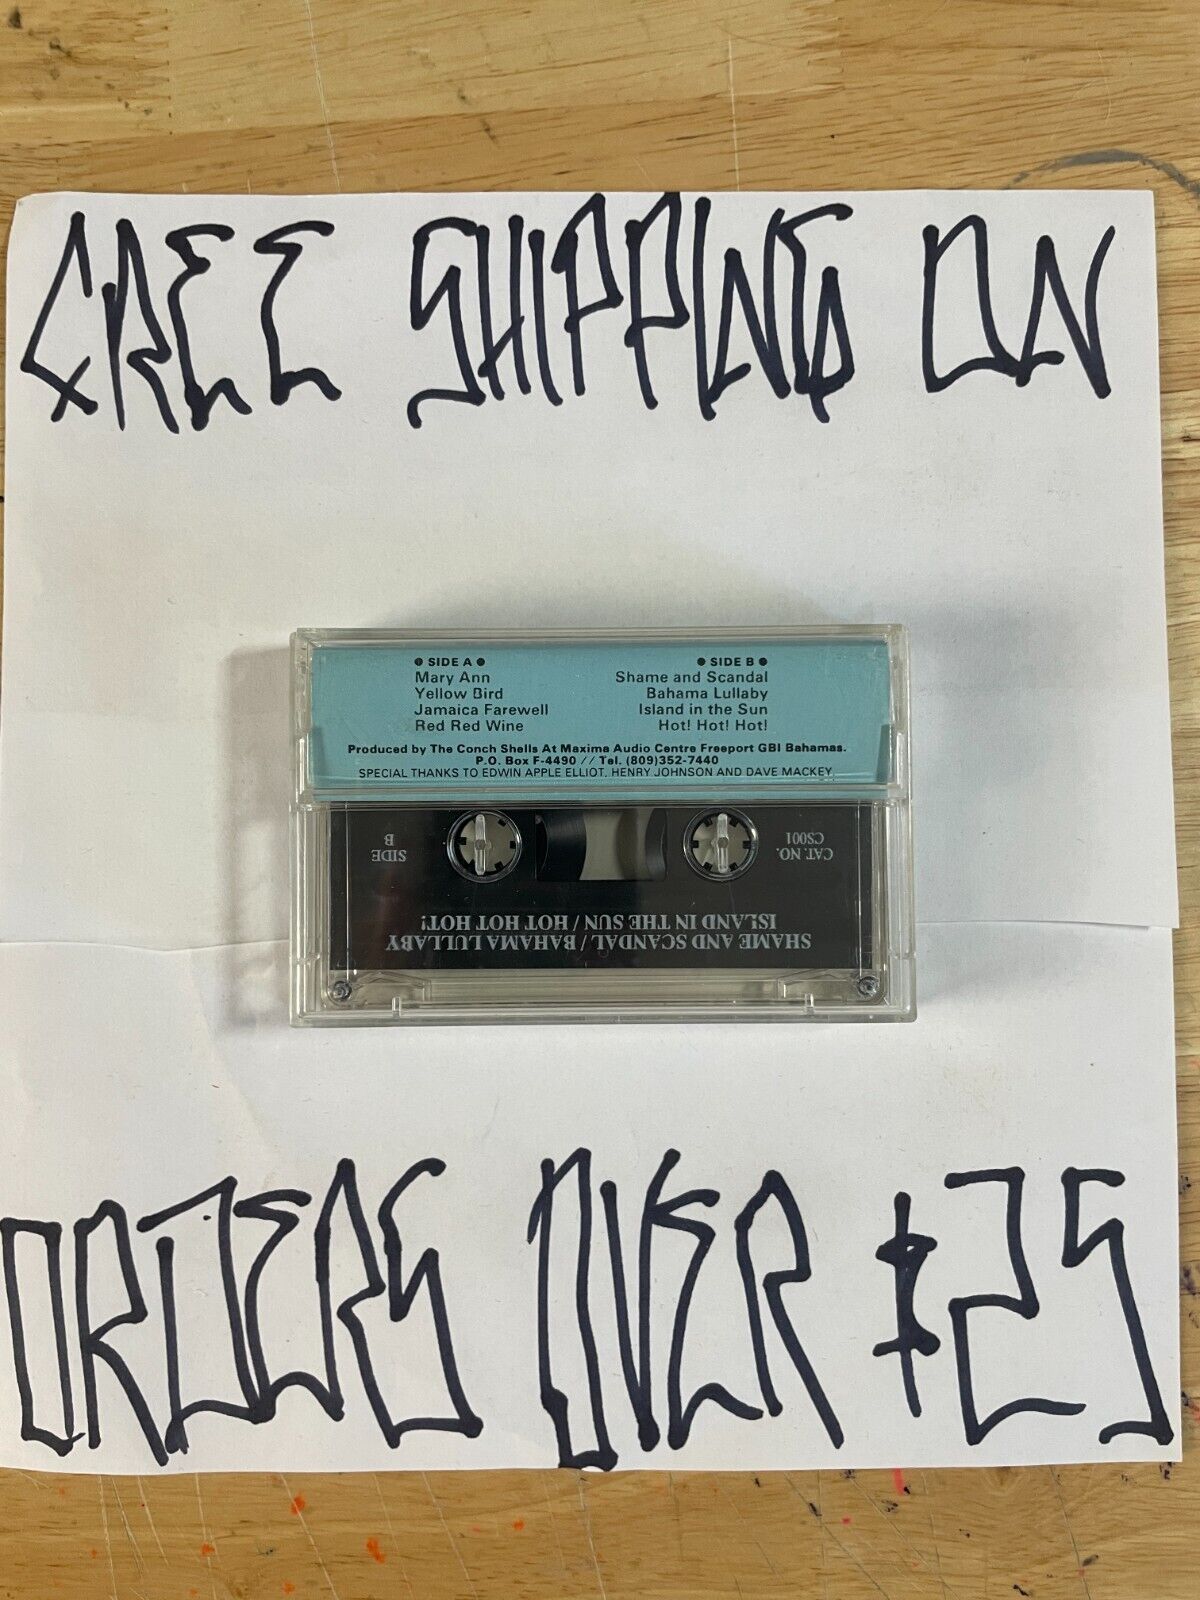 FREE SHIPPING ON
● SIDE A ●
Mary Ann
Yellow Bird
Jamaica Farewell
Red Red Wine
● SIDE B ●
Shame and Scandal
Bahama Lullaby
Island in the Sun
Hot! Hot! Hot!
Produced by The Conch Shells At Maxima Audio Centre Freeport GBI Bahamas.
P.O. Box F-4490 // Tel. (809)352-7440
SPECIAL THANKS TO EDWIN APPLE ELLIOT, HENRY JOHNSON AND DAVE MACKEY
SHAME AND SCANDAL / BAHAMA LULLABY
ISLAND IN THE SUN / HOT HOT HOT!
CAT. NO.
CS001
SIDE
B
ORDERS OVER $25